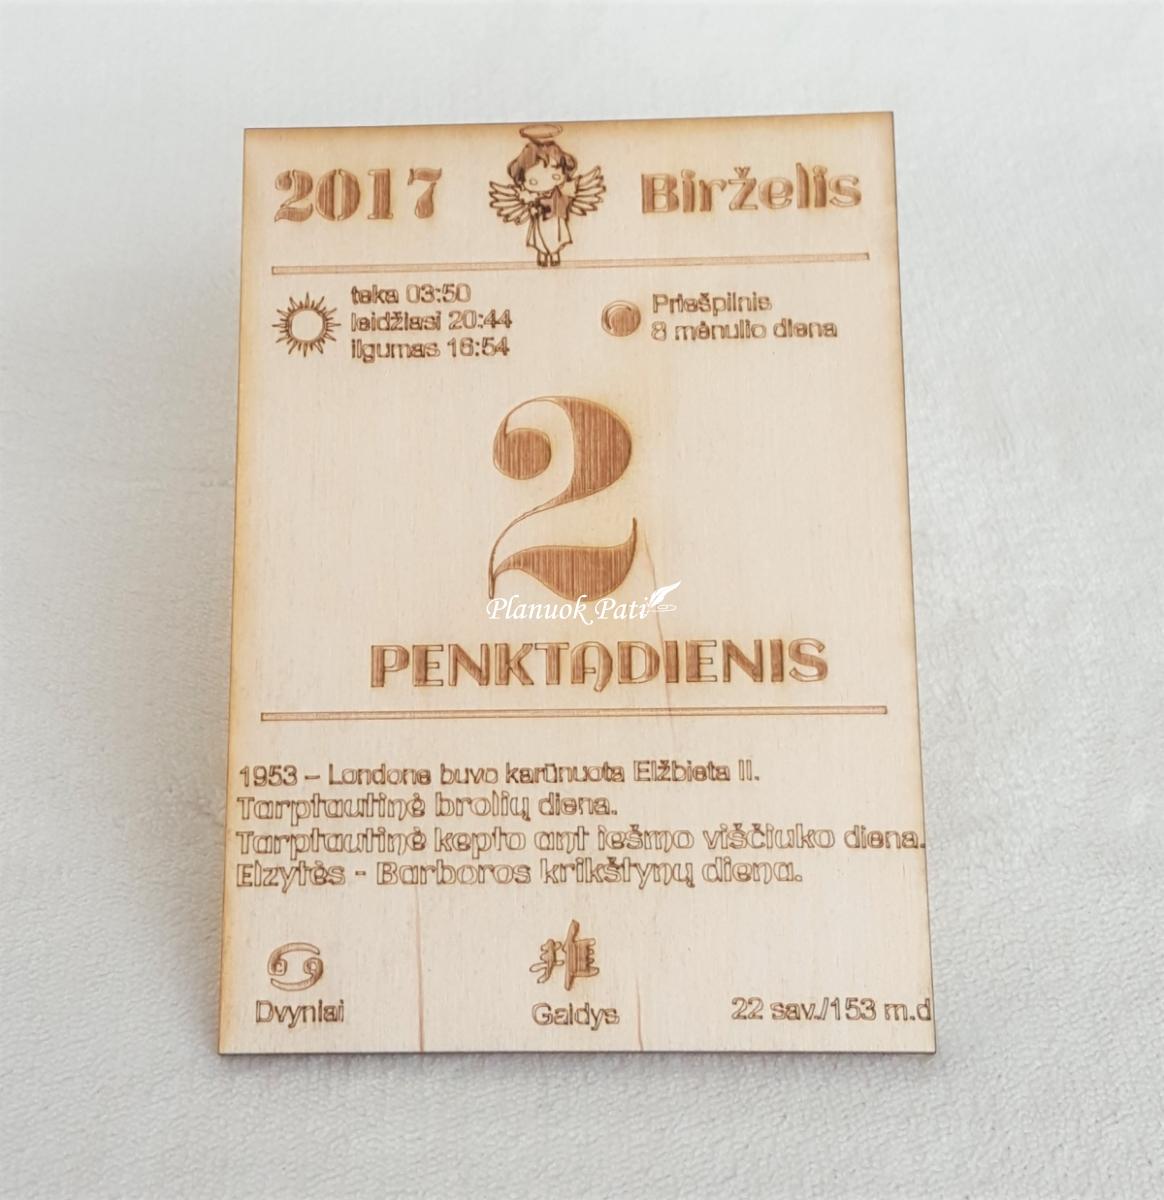 2017 Birželis
teka 03:50
leidžiasi 20:44
ilgumas 16:54
Priešpilnis
8 mėnulio diena
2
Planuok Pati
PENKTĄDIENIS
1953 – Londone buvo karūnuota Elžbieta II.
Tarptautinė brolių diena.
Tarptautinė kepto ant iešmo viščiuko diena.
Elzytės - Barboros krikštynų diena.
Dvyniai
Gaidys
22 sav./153 m.d